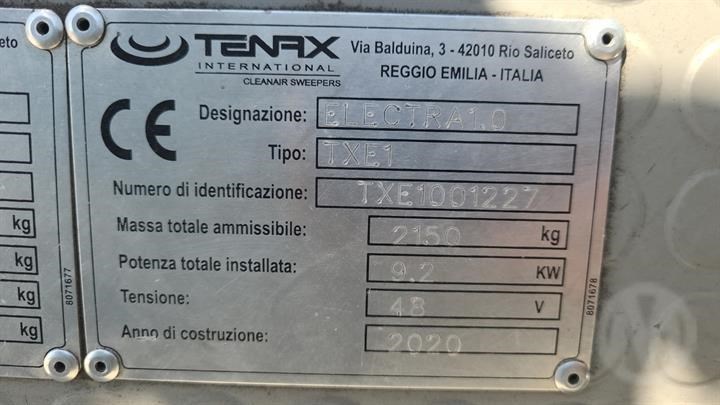 TENAX
INTERNATIONAL
CLEANAIR SWEEPERS
Via Balduina, 3 - 42010 Rio Saliceto
REGGIO EMILIA - ITALIA
CE
Designazione: ELECTRA1.0
Tipo: TXE1
Numero di identificazione: TXE1001227
Massa totale ammissibile: 2150 kg
Potenza totale installata: 9.2 KW
Tensione: 48 V
Anno di costruzione: 2020
8071678
8071677
kg
kg
kg
kg